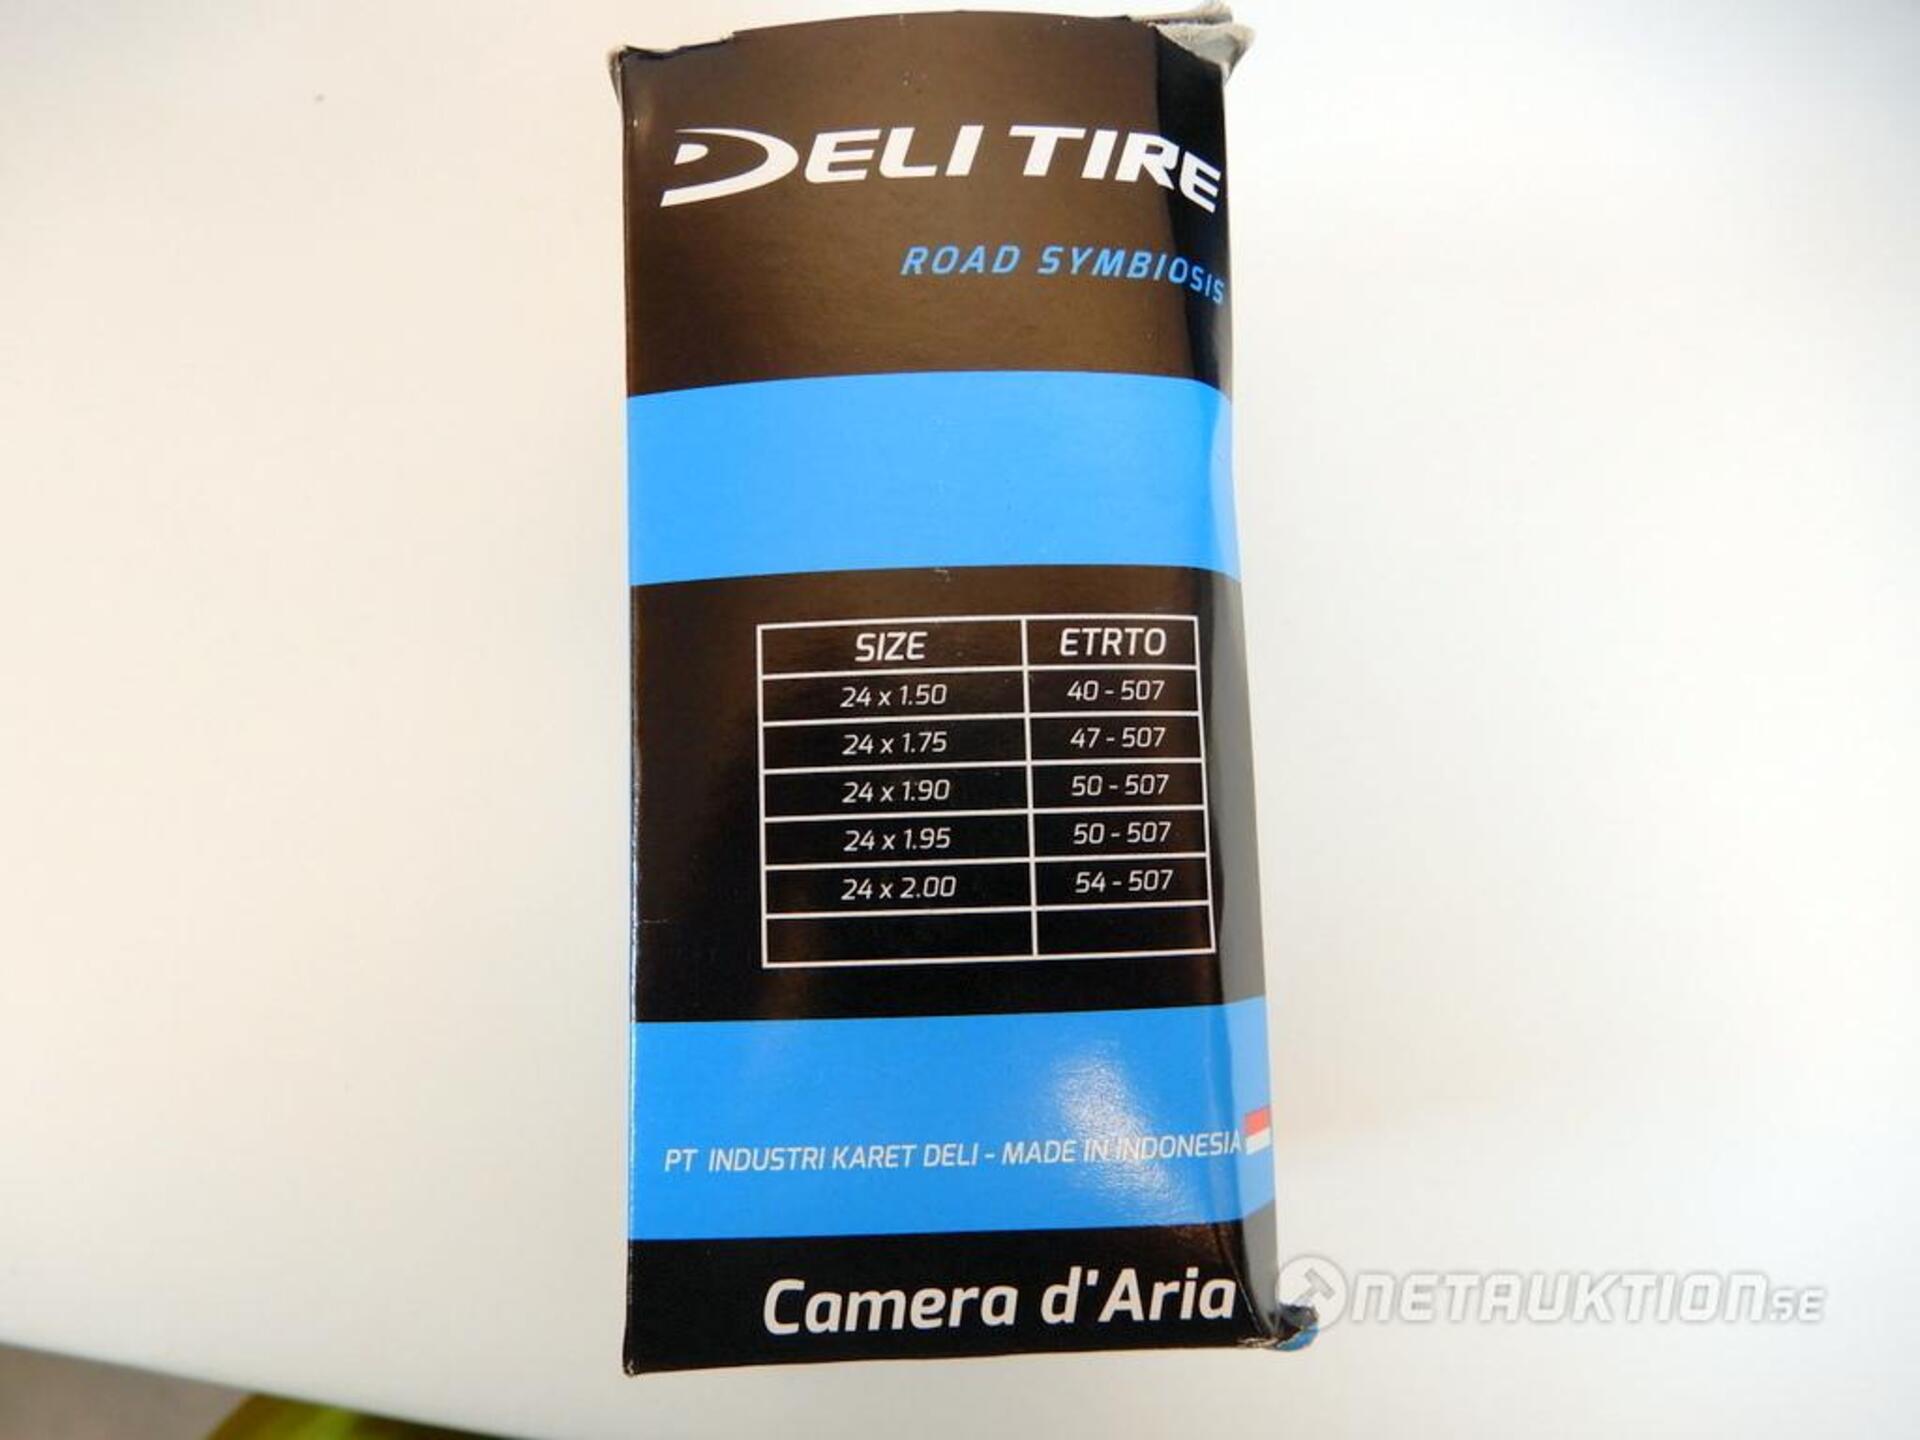 DELI TIRE
ROAD SYMBIOSIS
SIZE ETRTO
24 x 1.50 40 - 507
24 x 1.75 47 - 507
24 x 1.90 50 - 507
24 x 1.95 50 - 507
24 x 2.00 54 - 507
PT INDUSTRI KARET DELI - MADE IN INDONESIA
Camera d'Aria
NETAUKTION.SE